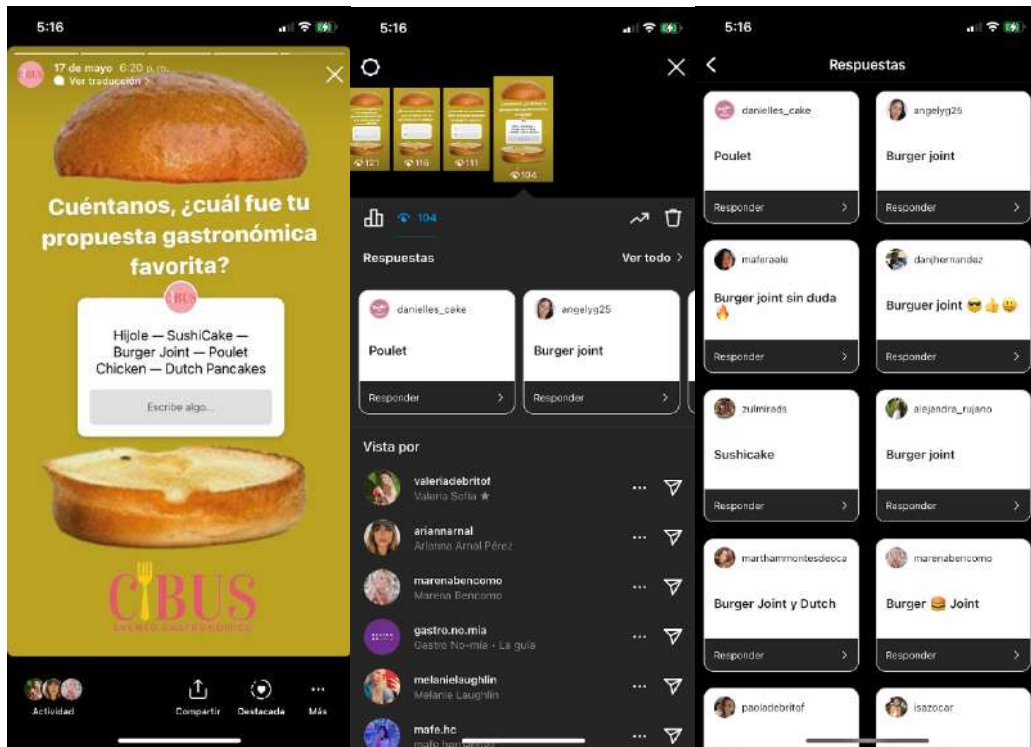 5:16
17 de mayo 6:20 p. m.
Ver traducción >
Cuéntanos, ¿cuál fue tu
propuesta gastronómica
favorita?
CIBUS
Hijole — SushiCake —
Burger Joint — Poulet
Chicken — Dutch Pancakes
Escribe algo...
CIBUS
EVENTO GASTRONÓMICO
Actividad
Compartir
Destacada
Más
5:16
121
116
111
104
104
Respuestas
Ver todo >
danielles_cake
Poulet
Responder >
angelyg25
Burger joint
Responder >
Vista por
valeriadebritof
Valeria Sofía ★
ariannarnal
Arianna Arnal Pérez
marenabencomo
Marena Bencomo
gastro.no.mia
Gastro No-mía • La guía
melanielaughlin
Melanie Laughlin
mafe.hc
5:16
Respuestas
danielles_cake
Poulet
Responder >
angelyg25
Burger joint
Responder >
maferaele
Burger joint sin duda
🔥
Responder >
danjhernandez
Burguer joint 😎👍😃
Responder >
zulmirads
Sushicake
Responder >
alejandra_rujano
Burger joint
Responder >
marthammontesdeoca
Burger Joint y Dutch
Responder >
marenabencomo
Burger 🍔 Joint
Responder >
paoladebritof
isazocar